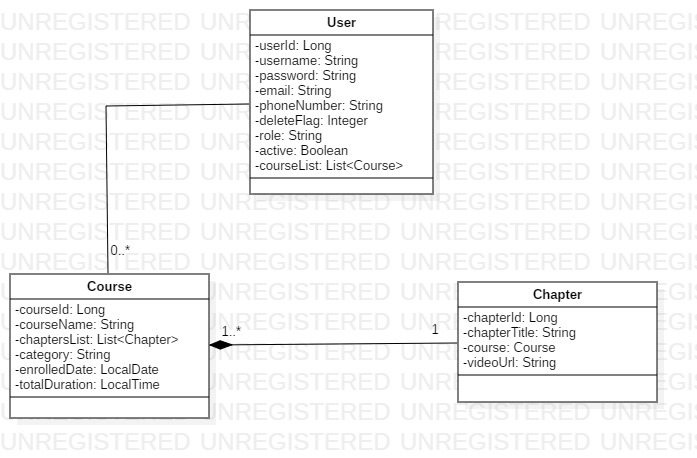 User
-userId: Long
-username: String
-password: String
-email: String
-phoneNumber: String
-deleteFlag: Integer
-role: String
-active: Boolean
-courseList: List<Course>
0..*
Course
-courseId: Long
-courseName: String
-chaptersList: List<Chapter>
-category: String
-enrolledDate: LocalDate
-totalDuration: LocalTime
1..*
1
Chapter
-chapterId: Long
-chapterTitle: String
-course: Course
-videoUrl: String
UNREGISTERED